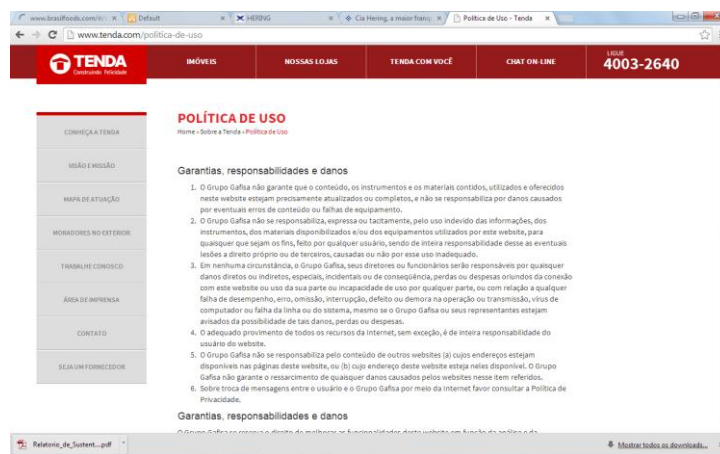 www.brasilfoods.com/
Default
HERING
Cia Hering, a maior franq
Política de Uso - Tenda
www.tenda.com/politica-de-uso
TENDA
Construindo Felicidade
IMÓVEIS
NOSSAS LOJAS
TENDA COM VOCÊ
CHAT ON-LINE
LIGUE
4003-2640
CONHEÇA A TENDA
VISÃO E MISSÃO
MAPA DE ATUAÇÃO
MORADORES NO EXTERIOR
TRABALHE CONOSCO
ÁREA DE IMPRENSA
CONTATO
SEJA UM FORNECEDOR
POLÍTICA DE USO
Home » Sobre a Tenda » Política de Uso
Garantias, responsabilidades e danos
1. O Grupo Gafisa não garante que o conteúdo, os instrumentos e os materiais contidos, utilizados e oferecidos
neste website estejam precisamente atualizados ou completos, e não se responsabiliza por danos causados
por eventuais erros de conteúdo ou falhas de equipamento.
2. O Grupo Gafisa não se responsabiliza, expressa ou tacitamente, pelo uso indevido das informações, dos
instrumentos, dos materiais disponibilizados e/ou dos equipamentos utilizados por este website, para
quaisquer que sejam os fins, feito por qualquer usuário, sendo de inteira responsabilidade desse as eventuais
lesões a direito próprio ou de terceiros, causadas ou não por esse uso inadequado.
3. Em nenhuma circunstância, o Grupo Gafisa, seus diretores ou funcionários serão responsáveis por quaisquer
danos diretos ou indiretos, especiais, incidentais ou de conseqüência, perdas ou despesas oriundos da conexão
com este website ou uso da sua parte ou incapacidade de uso por qualquer parte, ou com relação a qualquer
falha de desempenho, erro, omissão, interrupção, defeito ou demora na operação ou transmissão, vírus de
computador ou falha da linha ou do sistema, mesmo se o Grupo Gafisa ou seus representantes estejam
avisados da possibilidade de tais danos, perdas ou despesas.
4. O adequado provimento de todos os recursos da Internet, sem exceção, é de inteira responsabilidade do
usuário do website.
5. O Grupo Gafisa não se responsabiliza pelo conteúdo de outros websites (a) cujos endereços estejam
disponíveis nas páginas deste website, ou (b) cujo endereço deste website esteja neles disponível. O Grupo
Gafisa não garante o ressarcimento de quaisquer danos causados pelos websites nesse item referidos.
6. Sobre troca de mensagens entre o usuário e o Grupo Gafisa por meio da Internet favor consultar a Política de
Privacidade.
Garantias, responsabilidades e danos
O Grupo Gafisa se reserva o direito de melhorar as funcionalidades deste website em função da análise e da
Relatorio_de_Sustent....pdf
Mostrar todos os downloads...